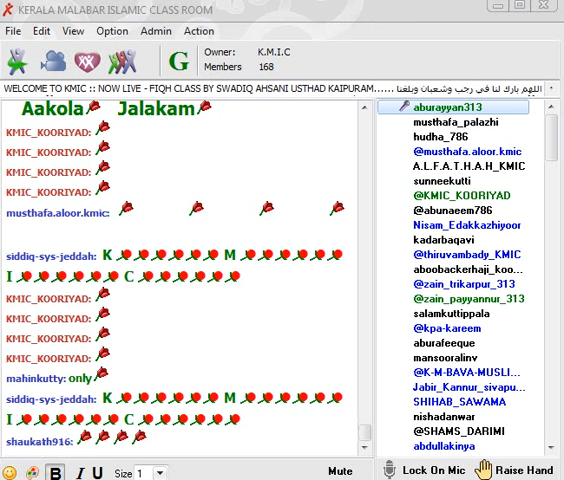 KERALA MALABAR ISLAMIC CLASS ROOM
File Edit View Option Admin Action
G Owner: K.M.I.C
Members 168
WELCOME TO KMIC :: NOW LIVE - FIQH CLASS BY SWADIQ AHSANI USTHAD KAIPURAM...... اللهم بارك لنا في رجب وشعبان وبلغنا
Aakola Jalakam
KMIC_KOORIYAD:
KMIC_KOORIYAD:
KMIC_KOORIYAD:
KMIC_KOORIYAD:
musthafa.aloor.kmic:
siddiq-sys-jeddah: K M
I C
KMIC_KOORIYAD:
KMIC_KOORIYAD:
KMIC_KOORIYAD:
KMIC_KOORIYAD:
mahinkutty: only
siddiq-sys-jeddah: K M
I C
shaukath916:
aburayyan313
musthafa_palazhi
hudha_786
@musthafa.aloor.kmic
A.L.F.A.T.H.A.H_KMIC
sunneekutti
@KMIC_KOORIYAD
@abunaeem786
Nisam_Edakkazhiyoor
kadarbaqavi
@thiruvambady_KMIC
aboobackerhaji_koo...
@zain_trikarpur_313
@zain_payyannur_313
salamkuttippala
@kpa-kareem
aburafeeque
mansooralinv
@K-M-BAVA-MUSLI...
Jabir_Kannur_sivapu...
SHIHAB_SAWAMA
nishadanwar
@SHAMS_DARIMI
abdullakinya
B I U Size 1 Mute Lock On Mic Raise Hand